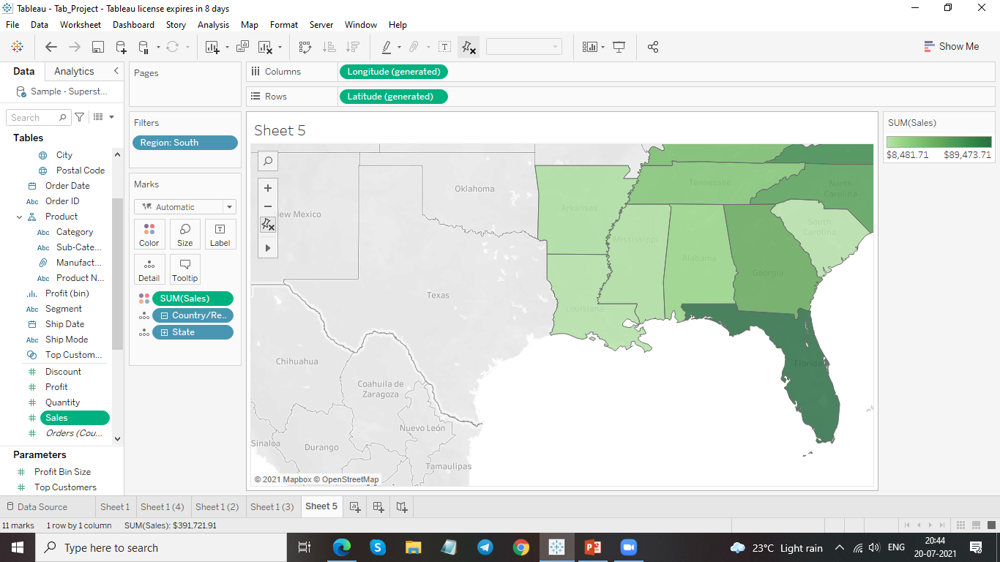 Tableau - Tab_Project - Tableau license expires in 8 days
File Data Worksheet Dashboard Story Analysis Map Format Server Window Help
Show Me
Data Analytics
Sample - Superst...
Search
Tables
City
Postal Code
Order Date
Abc Order ID
Product
Abc Category
Abc Sub-Cate...
Manufact...
Abc Product N...
Profit (bin)
Abc Segment
Ship Date
Abc Ship Mode
Top Custom...
Discount
Profit
Quantity
Sales
Orders (Cou...
Parameters
Profit Bin Size
Top Customers
Pages
Filters
Region: South
Marks
Automatic
Color Size Label
Detail Tooltip
SUM(Sales)
Country/Re..
State
Columns Longitude (generated)
Rows Latitude (generated)
Sheet 5
Oklahoma
Tennessee
North
Carolina
Arkansas
ew Mexico
South
Carolina
Mississippi
Alabama
Georgia
Texas
Louisiana
Chihuahua
Florida
Coahuila de
Zaragoza
Nuevo León
Sinaloa
Durango
Tamaulipas
© 2021 Mapbox © OpenStreetMap
SUM(Sales)
$8,481.71 $89,473.71
Data Source Sheet 1 Sheet 1 (4) Sheet 1 (2) Sheet 1 (3) Sheet 5
11 marks 1 row by 1 column SUM(Sales): $391,721.91
Type here to search
23°C Light rain
ENG
20:44
20-07-2021